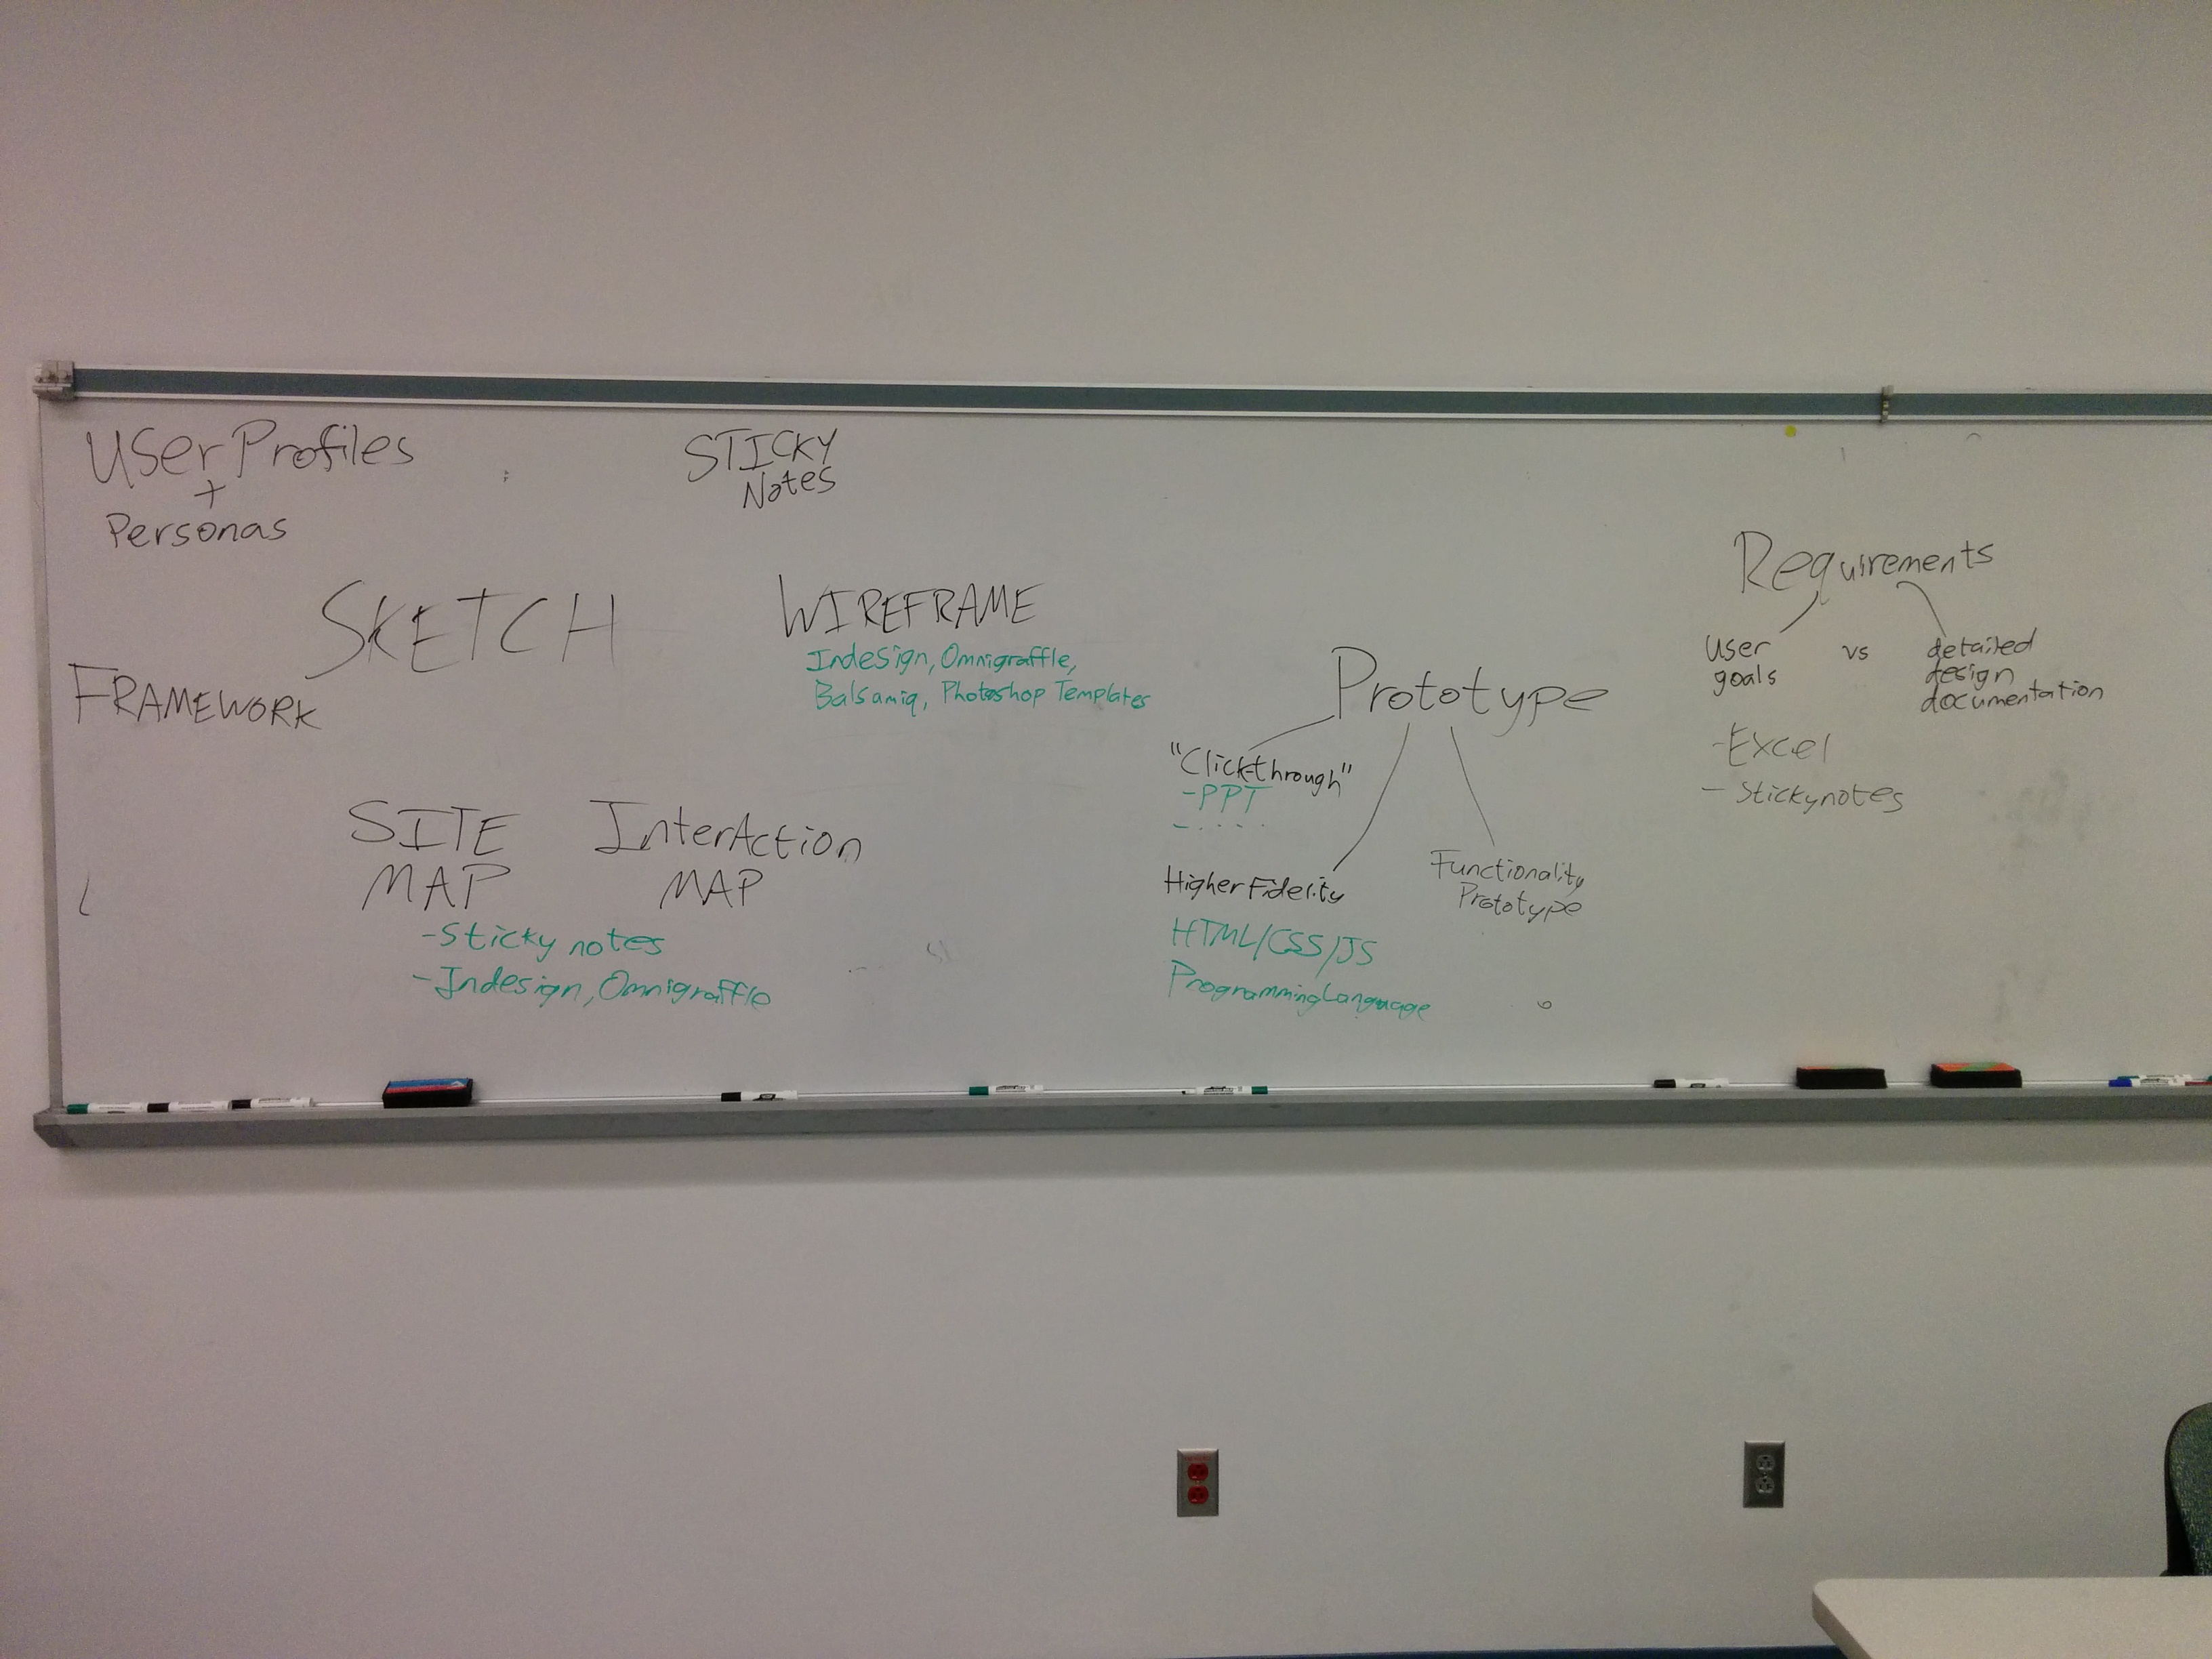 User Profiles
+
Personas
STICKY
Notes
SKETCH
FRAMEWORK
WIREFRAME
Indesign, Omnigraffle,
Balsamiq, Photoshop Templates
SITE
MAP
InterAction
MAP
-Sticky notes
-Indesign, Omnigraffle
Prototype
"Clickthrough"
-PPT
-....
Higher Fidelity
HTML/CSS/JS
Programming Language
Functionality
Prototype
Requirements
user
goals
vs
detailed
design
documentation
-Excel
- Stickynotes